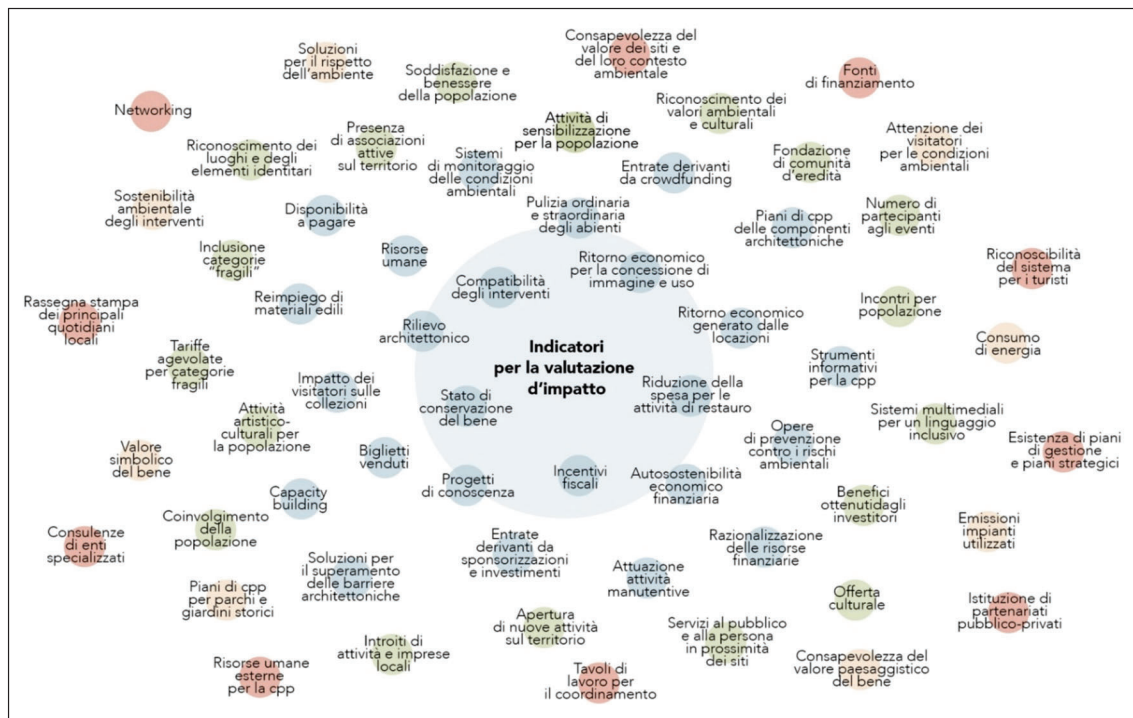 Soluzioni
per il rispetto
dell'ambiente
Soddisfazione e
benessere
della popolazione
Consapevolezza del
valore dei siti e
del loro contesto
ambientale
Fonti
di finanziamento
Networking
Riconoscimento dei
luoghi e degli
elementi identitari
Presenza
di associazioni
attive
sul territorio
Attività di
sensibilizzazione
per la popolazione
Riconoscimento dei
valori ambientali
e culturali
Attenzione dei
visitatori
per le condizioni
ambientali
Sistemi
di monitoraggio
delle condizioni
ambientali
Entrate derivanti
da crowdfunding
Fondazione
di comunità
d'eredità
Sostenibilità
ambientale
degli interventi
Disponibilità
a pagare
Pulizia ordinaria
e straordinaria
degli abienti
Piani di cpp
delle componenti
architettoniche
Numero di
partecipanti
agli eventi
Inclusione
categorie
"fragili"
Risorse
umane
Compatibilità
degli interventi
Ritorno economico
per la concessione di
immagine e uso
Riconoscibilità
del sistema
per i turisti
Rassegna stampa
dei principali
quotidiani
locali
Reimpiego di
materiali edili
Rilievo
architettonico
Ritorno economico
generato dalle
locazioni
Incontri per
popolazione
Consumo
di energia
Tariffe
agevolate
per categorie
fragili
Indicatori
per la valutazione
d'impatto
Strumenti
informativi
per la cpp
Impatto dei
visitatori sulle
collezioni
Stato di
conservazione
del bene
Riduzione della
spesa per le
attività di restauro
Attività
artistico-
culturali per
la popolazione
Sistemi multimediali
per un linguaggio
inclusivo
Valore
simbolico
del bene
Biglietti
venduti
Opere
di prevenzione
contro i rischi
ambientali
Esistenza di piani
di gestione
e piani strategici
Progetti
di conoscenza
Incentivi
fiscali
Autosostenibilità
economico
finanziaria
Capacity
building
Benefici
ottenutidagli
investitori
Coinvolgimento
della
popolazione
Consulenze
di enti
specializzati
Entrate
derivanti da
sponsorizzazioni
e investimenti
Razionalizzazione
delle risorse
finanziarie
Emissioni
impianti
utilizzati
Soluzioni per
il superamento
delle barriere
architettoniche
Attuazione
attività
manutentive
Piani di cpp
per parchi e
giardini storici
Offerta
culturale
Istituzione di
partenariati
pubblico-privati
Apertura
di nuove attività
sul territorio
Servizi al pubblico
e alla persona
in prossimità
dei siti
Introiti di
attività e imprese
locali
Risorse umane
esterne
per la cpp
Tavoli di
lavoro per
il coordinamento
Consapevolezza del
valore paesaggistico
del bene